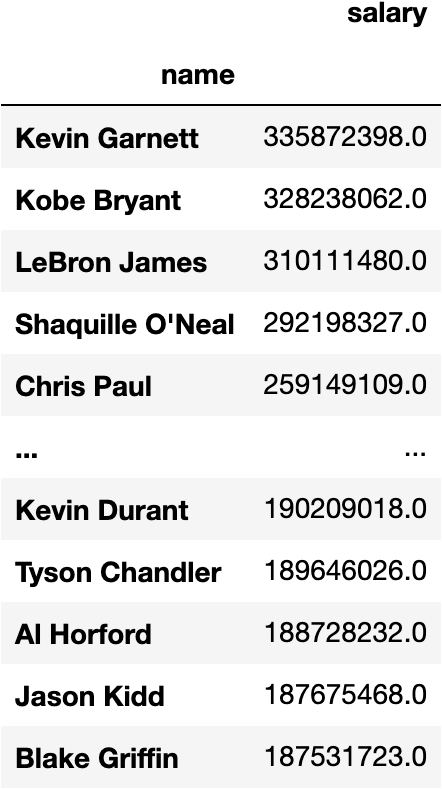 salary
name
Kevin Garnett 335872398.0
Kobe Bryant 328238062.0
LeBron James 310111480.0
Shaquille O'Neal 292198327.0
Chris Paul 259149109.0
... ...
Kevin Durant 190209018.0
Tyson Chandler 189646026.0
Al Horford 188728232.0
Jason Kidd 187675468.0
Blake Griffin 187531723.0